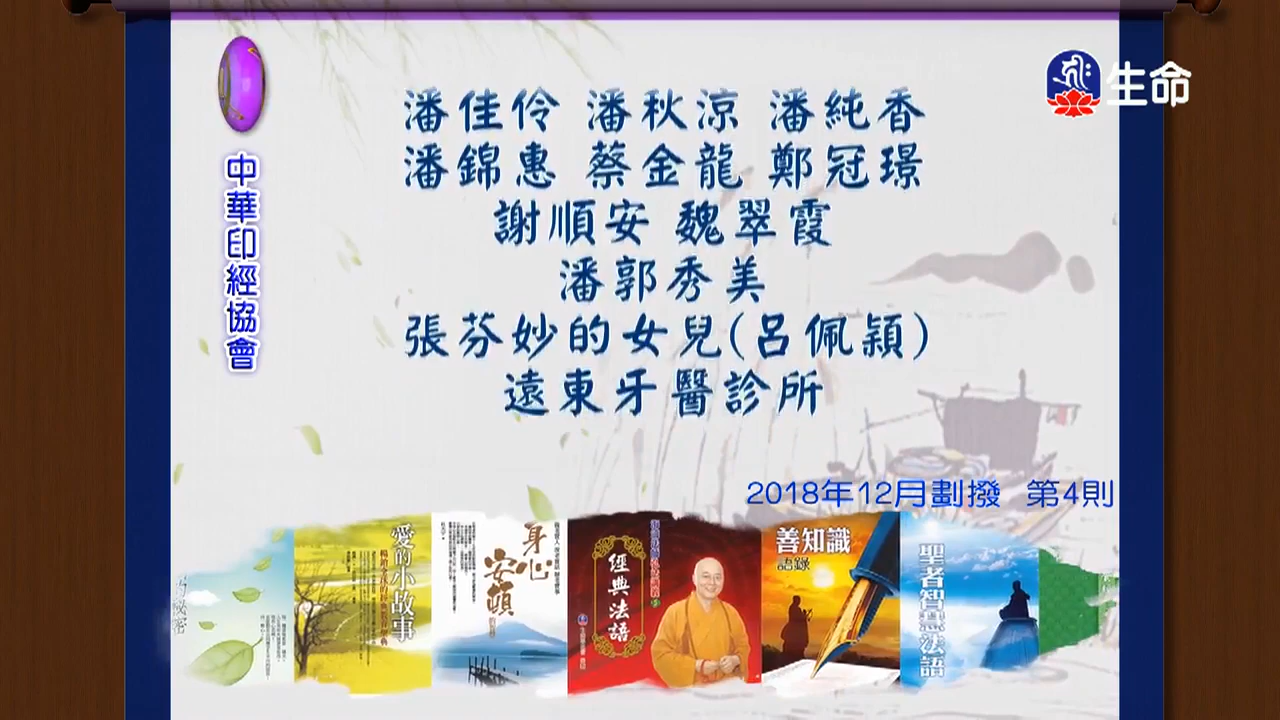 生命
中華印經協會
潘佳伶 潘秋涼 潘純香
潘錦惠 蔡金龍 鄭冠璟
謝順安 魏翠霞
潘郭秀美
張芬妙的女兒(呂佩穎)
遠東牙醫診所
2018年12月劃撥 第4則
愛的小故事
身心安頓
經典法語
善知識
語錄
聖者智慧法語